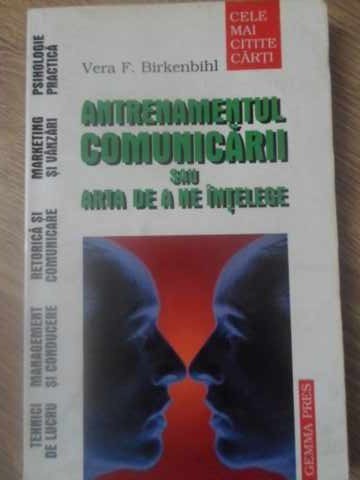 CELE
MAI
CITITE
CĂRȚI
Vera F. Birkenbihl
ANTRENAMENTUL
COMUNICĂRII
SAU
ARTA DE A NE ÎNȚELEGE
PSIHOLOGIE
PRACTICĂ
MARKETING
ȘI VÂNZĂRI
RETORICĂ ȘI
COMUNICARE
MANAGEMENT
ȘI CONDUCERE
TEHNICI
DE LUCRU
GEMMA PRES